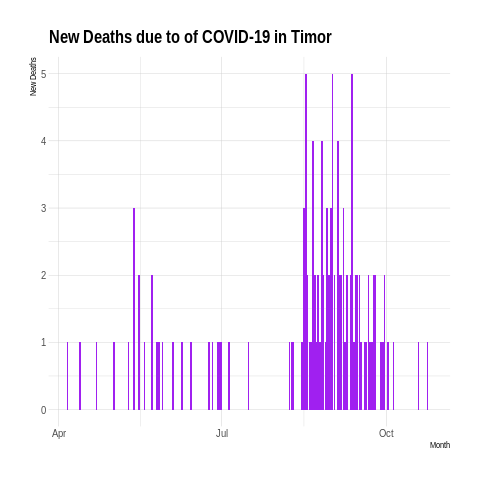 New Deaths due to of COVID-19 in Timor
New Deaths
5
4
3
2
1
0
Apr
Jul
Oct
Month